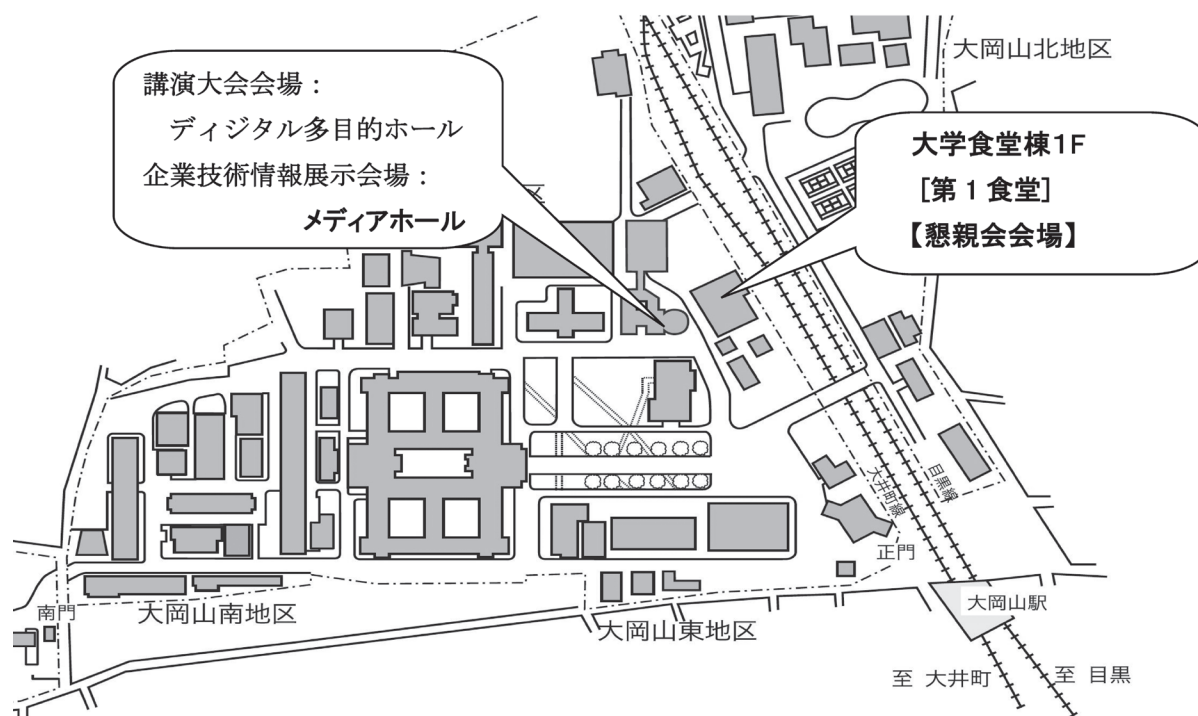 講演大会会場：
ディジタル多目的ホール
企業技術情報展示会場：
メディアホール
大学食堂棟1F
［第１食堂］
【懇親会会場】
大岡山北地区
区
大井町線
目黒線
正門
大岡山駅
南門
大岡山南地区
大岡山東地区
至 大井町
至 目黒